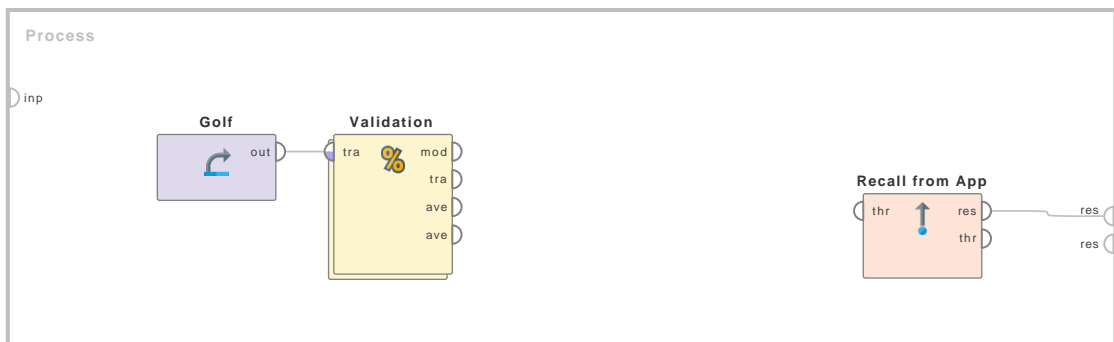 Process
inp
Golf
out
Validation
tra
%
mod
tra
ave
ave
Recall from App
thr
res
thr
res
res